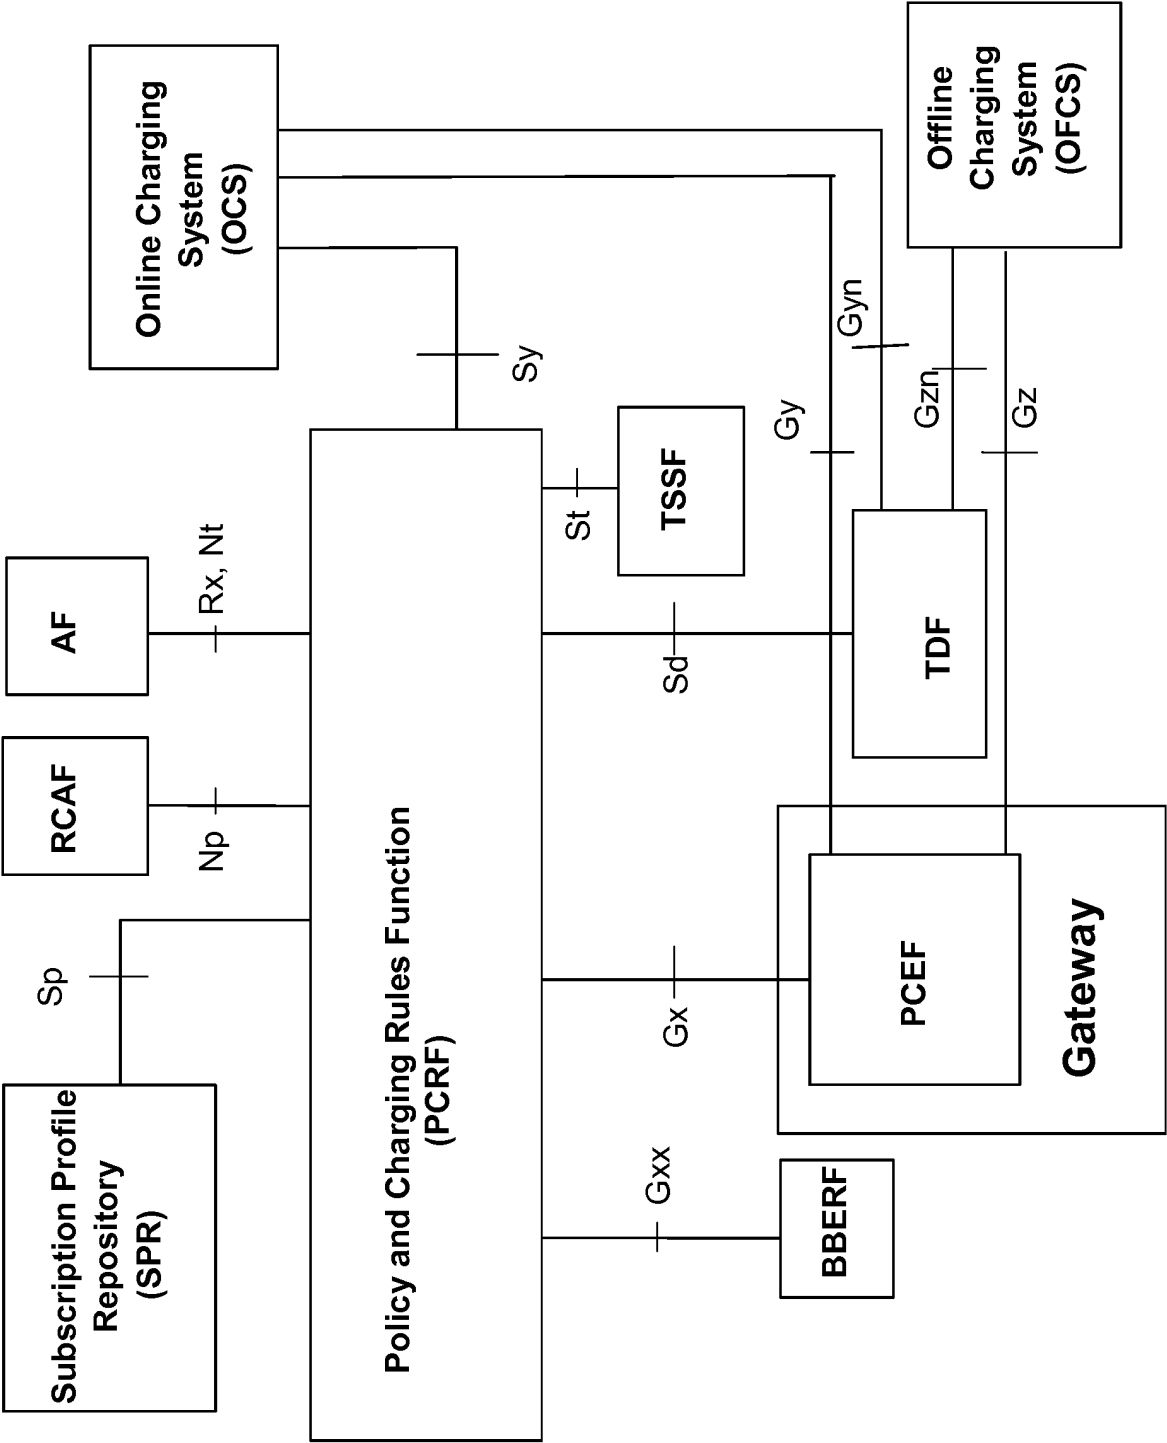 Subscription Profile
Repository
(SPR)
Sp
RCAF
Np
AF
Rx, Nt
Online Charging
System
(OCS)
Sy
Policy and Charging Rules Function
(PCRF)
Gxx
Gx
Sd
St
TSSF
Gy
Gyn
Gzn
Gz
BBERF
PCEF
Gateway
TDF
Offline
Charging
System
(OFCS)